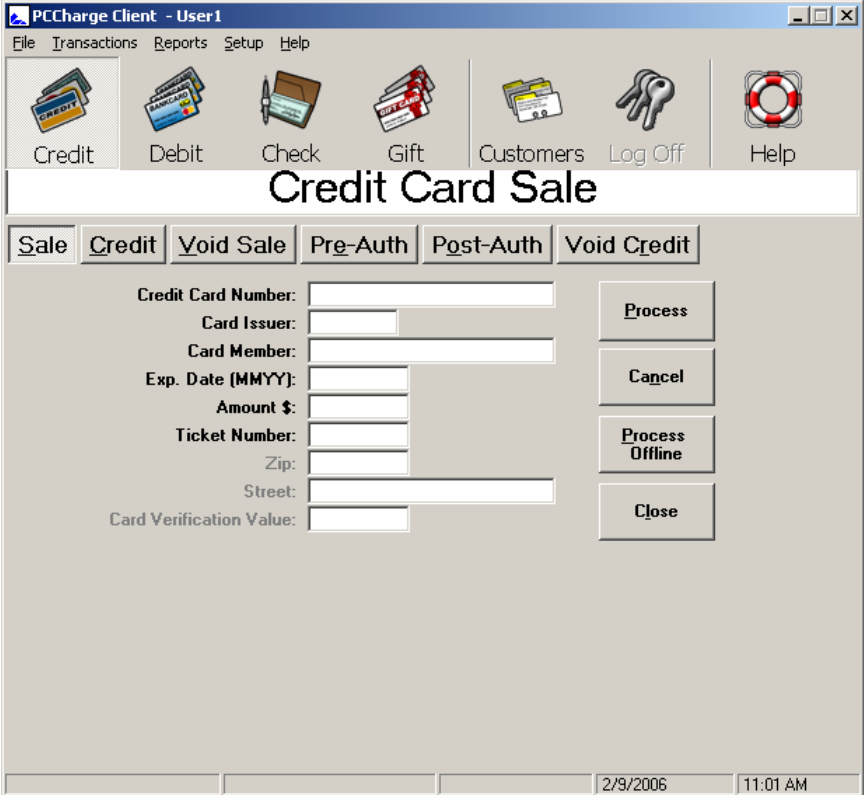 PCCharge Client - User1
File Transactions Reports Setup Help
CREDIT BANKCARD BANKCARD GIFT CARD
Credit Debit Check Gift Customers Log Off Help
Credit Card Sale
Sale Credit Void Sale Pre-Auth Post-Auth Void Credit
Credit Card Number:
Process
Card Issuer:
Card Member:
Exp. Date (MMYY):
Cancel
Amount $:
Ticket Number:
Process
Offline
Zip:
Street:
Card Verification Value:
Close
2/9/2006 11:01 AM